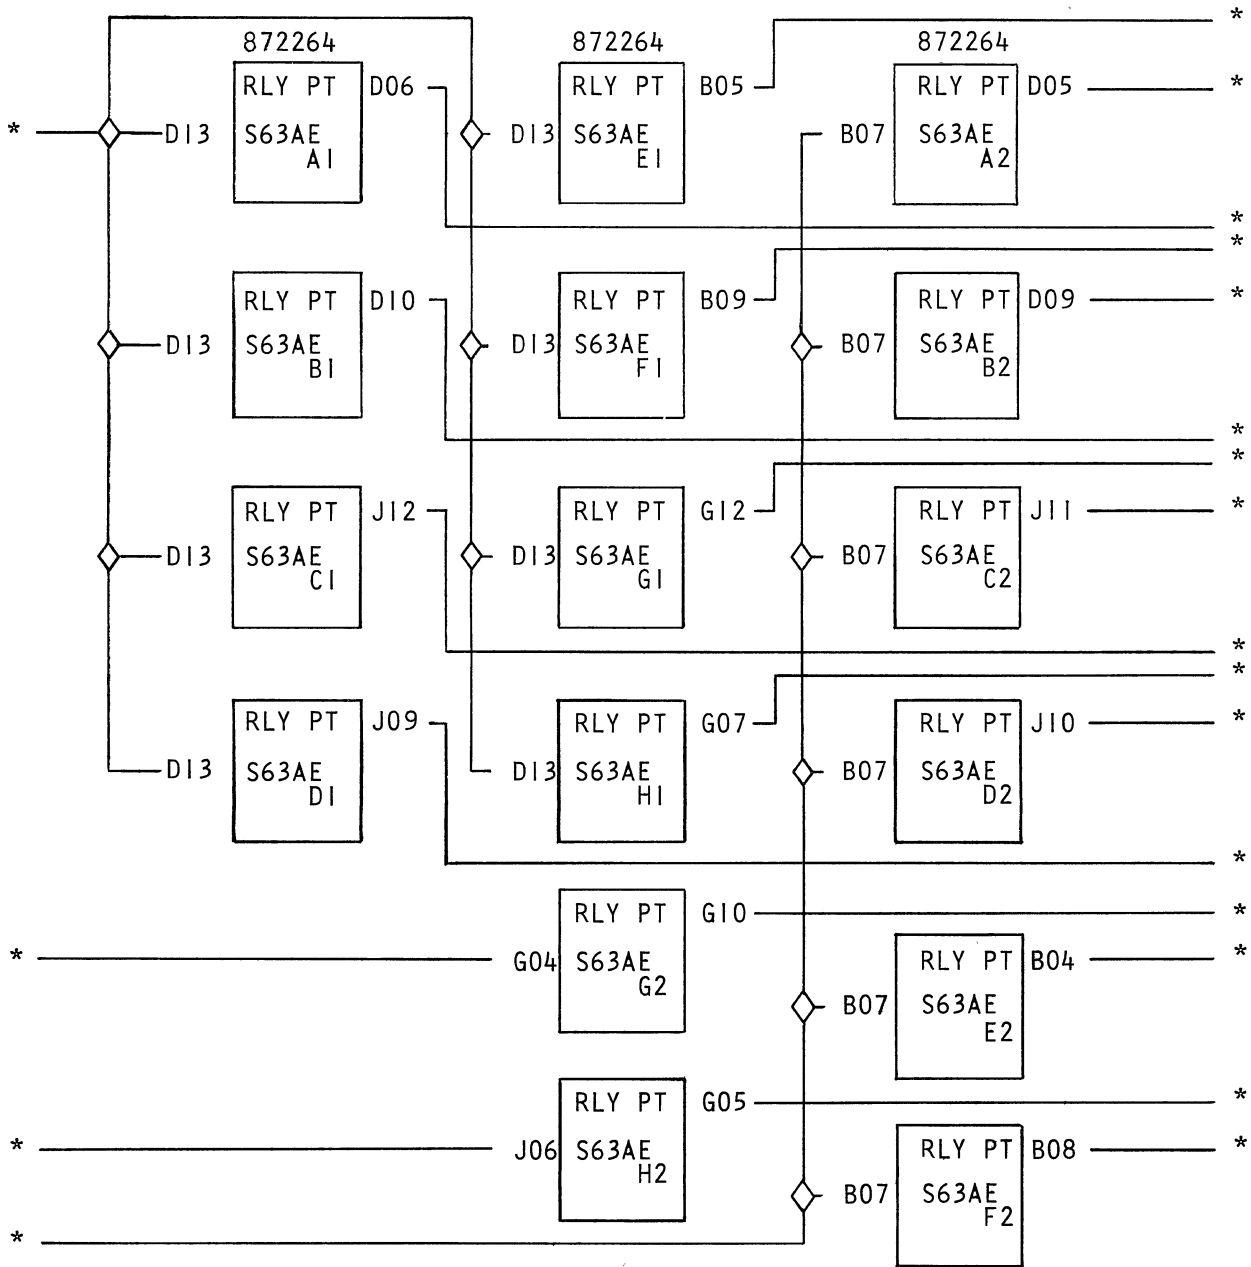 *
872264 872264 872264
RLY PT D06 RLY PT B05 RLY PT D05 *
* D13 S63AE D13 S63AE B07 S63AE
A1 E1 A2
*
*
RLY PT D10 RLY PT B09 RLY PT D09 *
D13 S63AE D13 S63AE B07 S63AE
B1 F1 B2
*
*
RLY PT J12 RLY PT G12 RLY PT J11 *
D13 S63AE D13 S63AE B07 S63AE
C1 G1 C2
*
*
RLY PT J09 RLY PT G07 RLY PT J10 *
D13 S63AE D13 S63AE B07 S63AE
D1 H1 D2
*
RLY PT G10 *
* G04 S63AE RLY PT B04 *
G2
B07 S63AE
E2
RLY PT G05 *
* J06 S63AE RLY PT B08 *
H2
B07 S63AE
F2
*